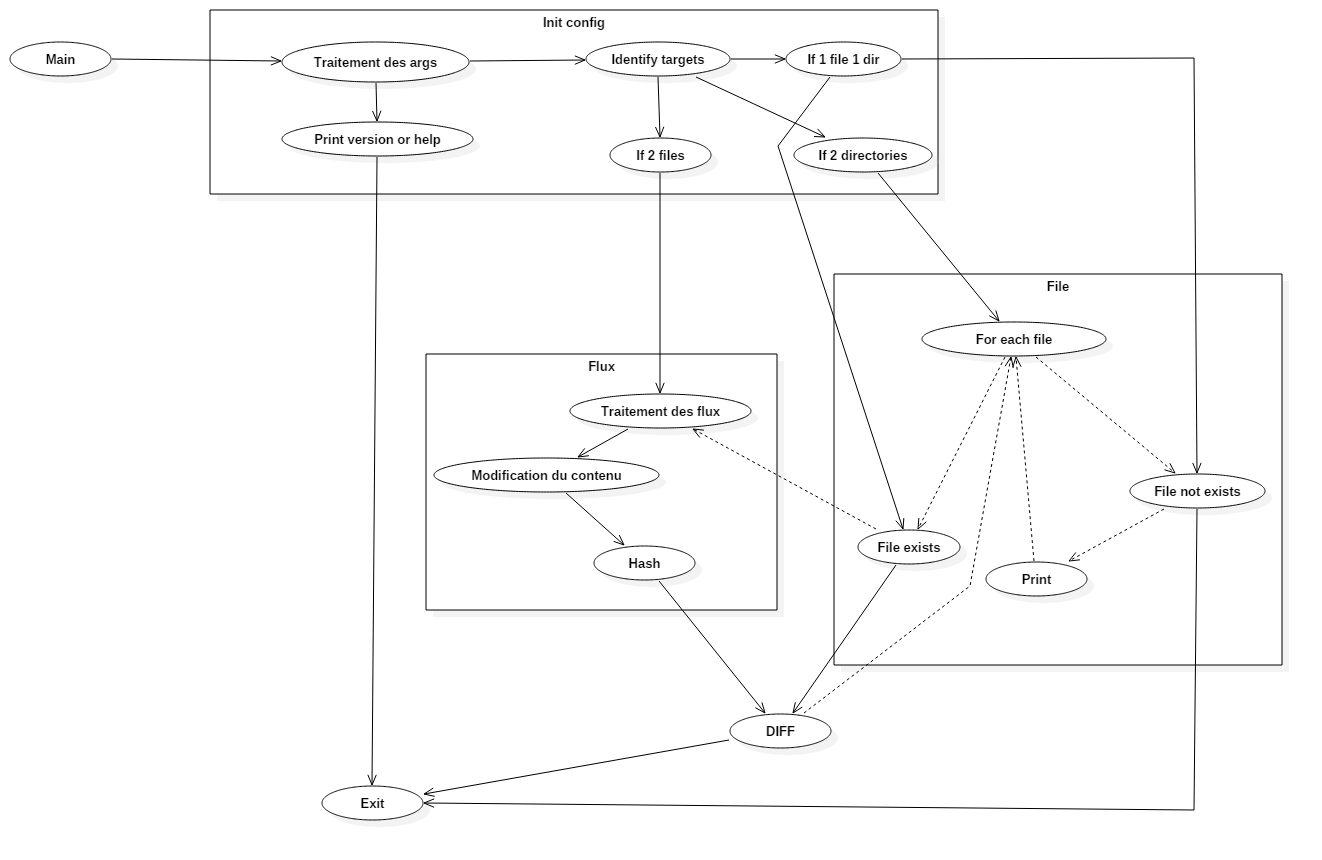 Init config
Main
Traitement des args
Identify targets
If 1 file 1 dir
Print version or help
If 2 files
If 2 directories
File
For each file
Flux
Traitement des flux
Modification du contenu
File not exists
File exists
Hash
Print
DIFF
Exit